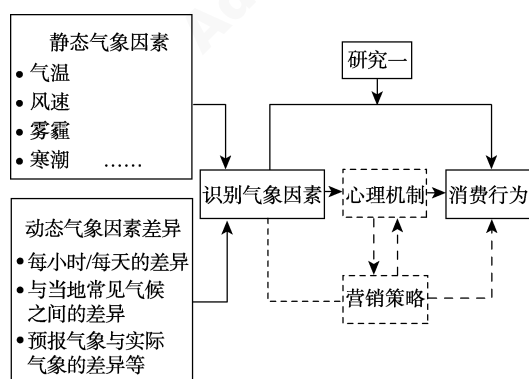 静态气象因素
• 气温
• 风速
• 雾霾
• 寒潮 ……
动态气象因素差异
• 每小时/每天的差异
• 与当地常见气候
之间的差异
• 预报气象与实际
气象的差异等
研究一
识别气象因素
心理机制
消费行为
营销策略